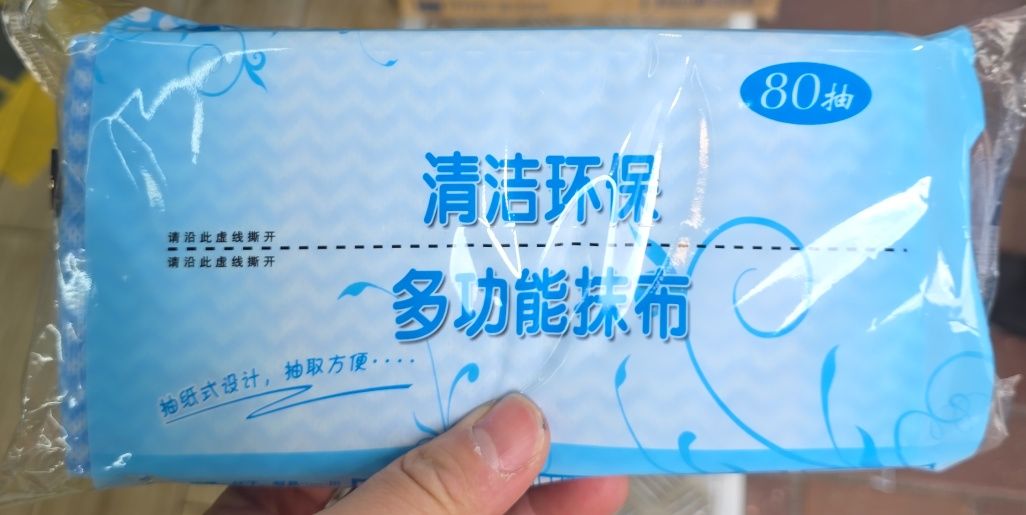 80抽
清洁环保
请沿此虚线撕开
请沿此虚线撕开
多功能抹布
抽纸式设计，抽取方便····